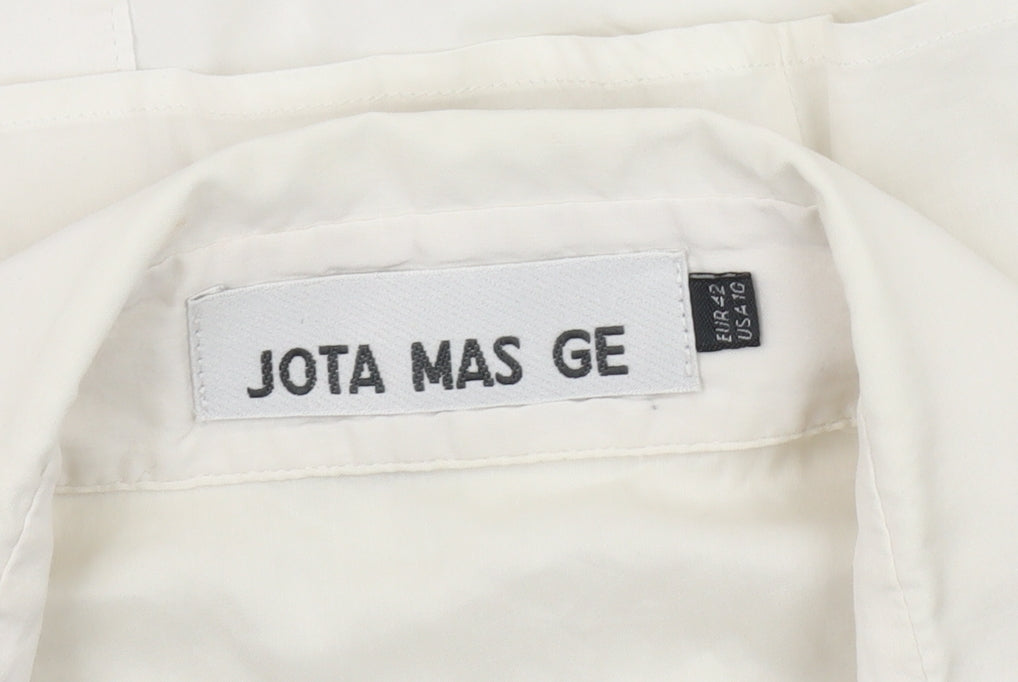 JOTA MAS GE
EUR 42
USA 10